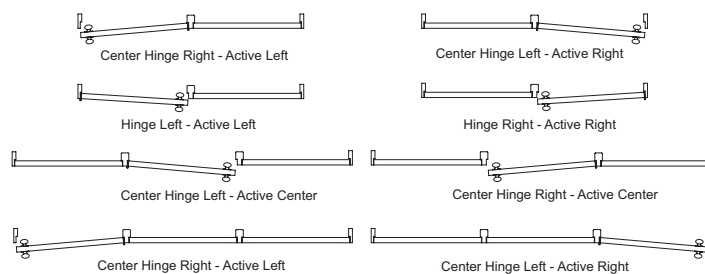 Center Hinge Right - Active Left
Center Hinge Left - Active Right
Hinge Left - Active Left
Hinge Right - Active Right
Center Hinge Left - Active Center
Center Hinge Right - Active Center
Center Hinge Right - Active Left
Center Hinge Left - Active Right